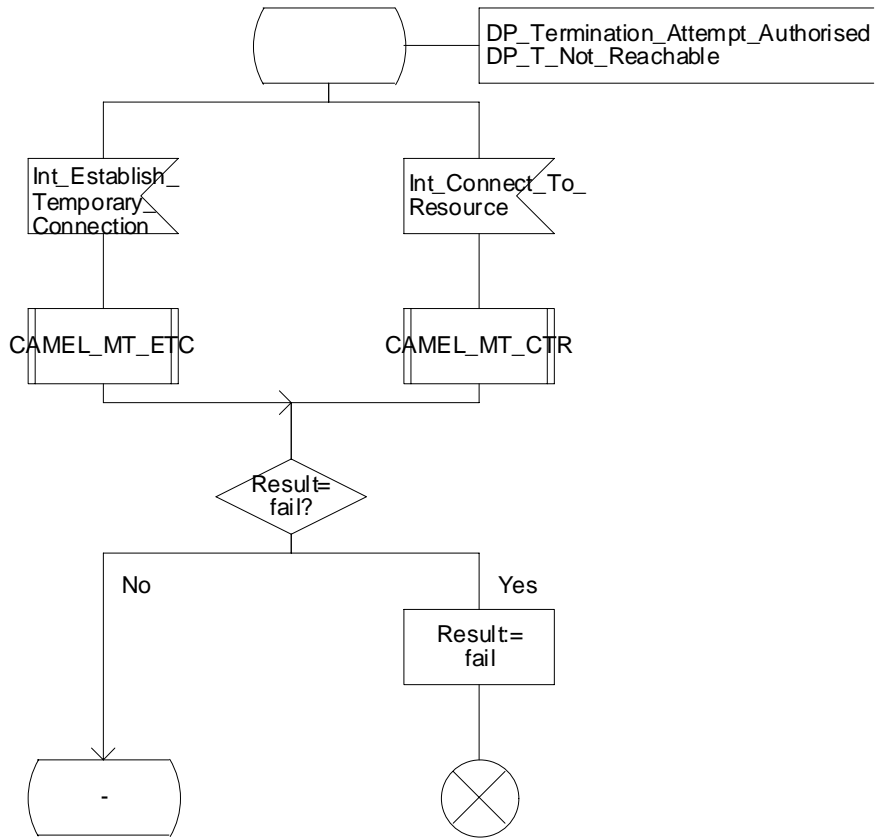 DP_Termination_Attempt_Authorised
DP_T_Not_Reachable
Int_Establish_
Temporary_
Connection
Int_Connect_To_
Resource
CAMEL_MT_ETC
CAMEL_MT_CTR
Result=
fail?
No
Yes
Result:=
fail
-